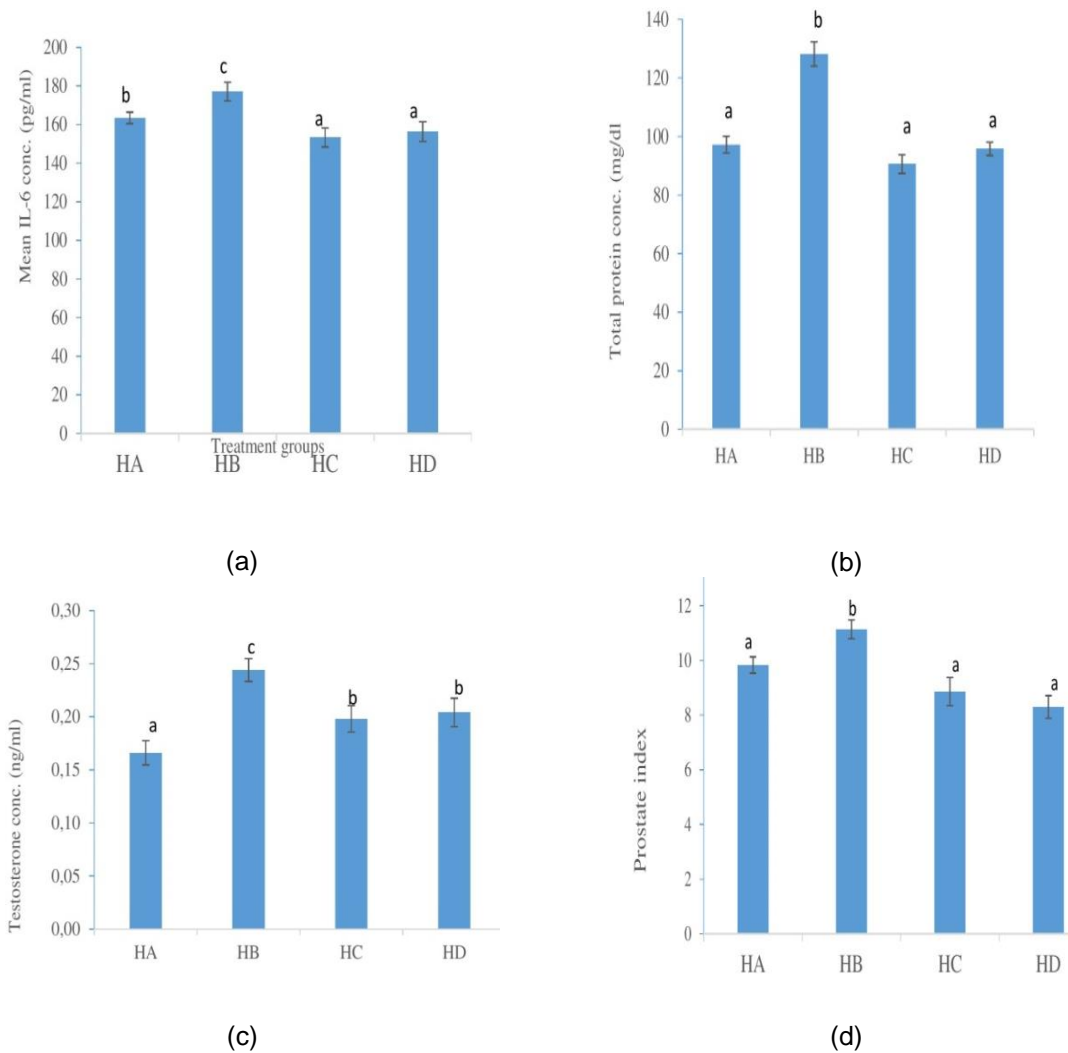 Mean IL-6 conc. (pg/ml)
200
180
160
140
120
100
80
60
40
20
0
b
c
a
a
Treatment groups
HA HB HC HD
(a)
Total protein conc. (mg/dl)
140
120
100
80
60
40
20
0
a
b
a
a
HA HB HC HD
(b)
Testosterone conc. (ng/ml)
0,30
0,25
0,20
0,15
0,10
0,05
0,00
a
c
b
b
HA HB HC HD
(c)
Prostate index
12
10
8
6
4
2
0
a
b
a
a
HA HB HC HD
(d)